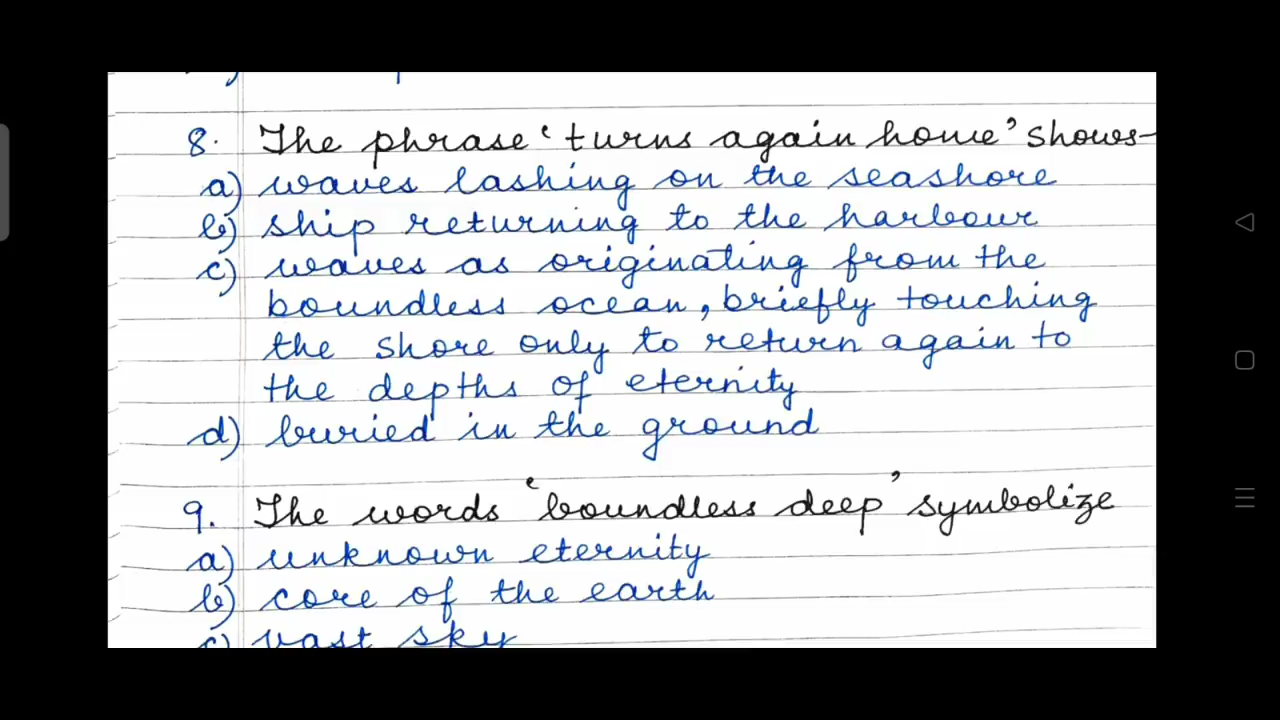 8. The phrase ‘turns again home’ shows-
a) waves lashing on the seashore
b) ship returning to the harbour
c) waves as originating from the
boundless ocean, briefly touching
the shore only to return again to
the depths of eternity
d) buried in the ground
9. The words ‘boundless deep’ symbolize
a) unknown eternity
b) core of the earth
c) vast sky